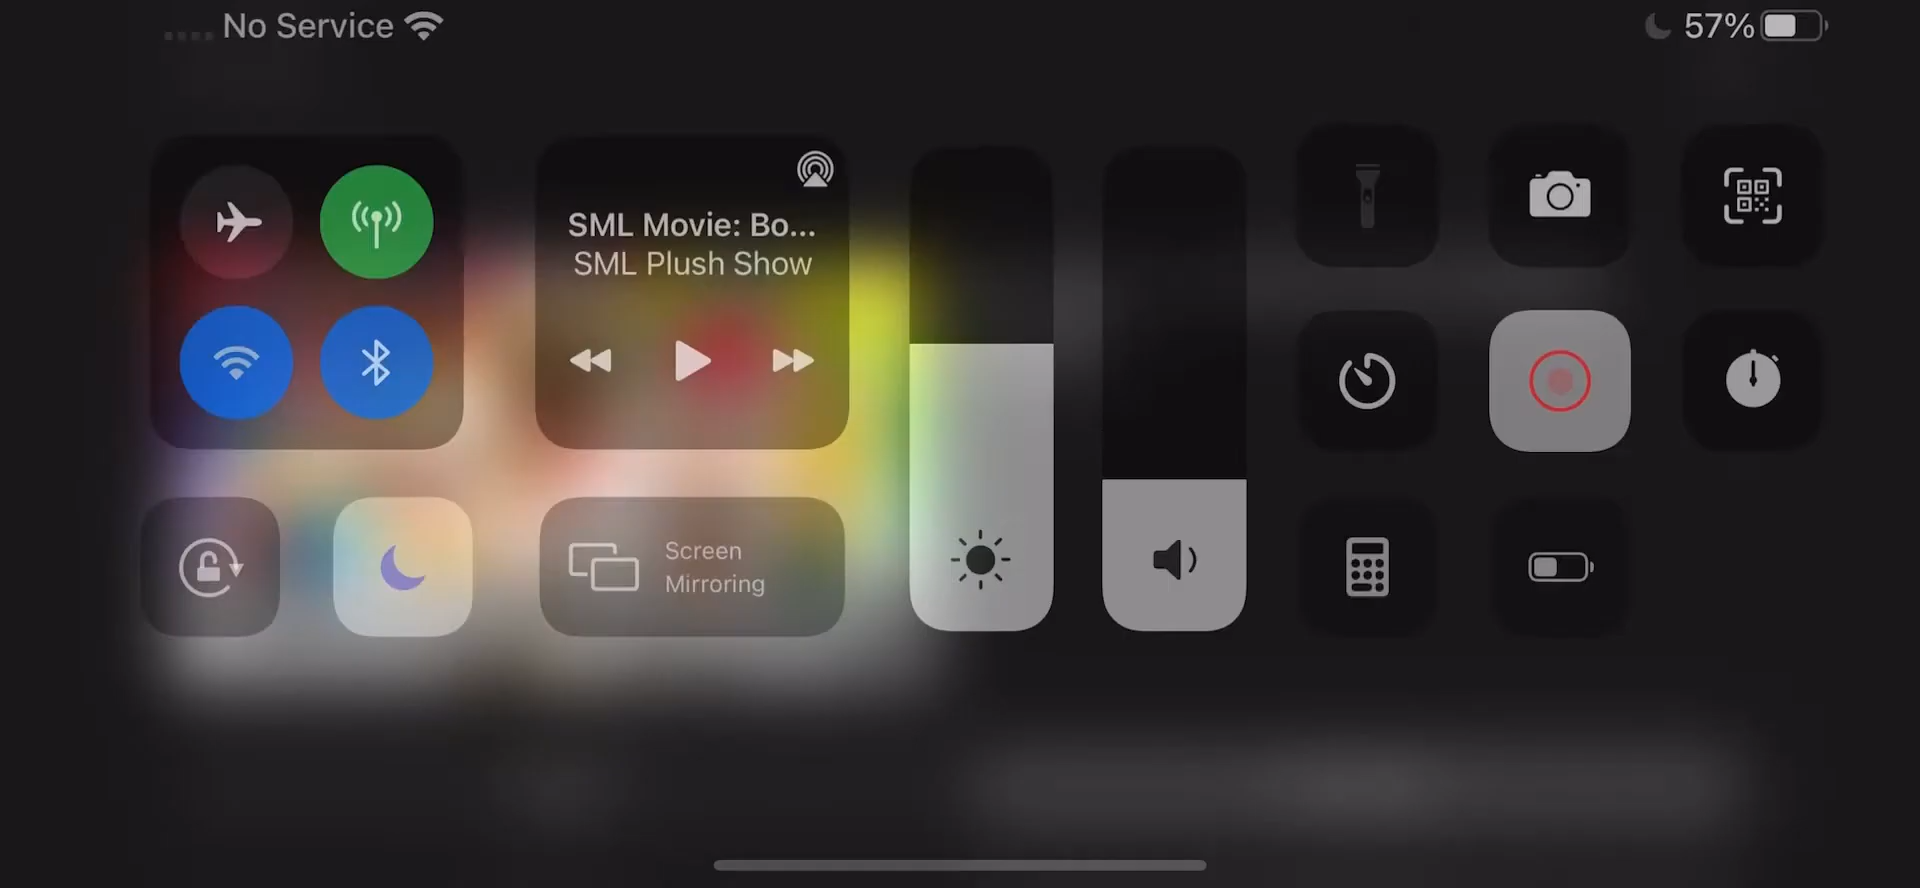 No Service
57%
SML Movie: Bo...
SML Plush Show
Screen
Mirroring